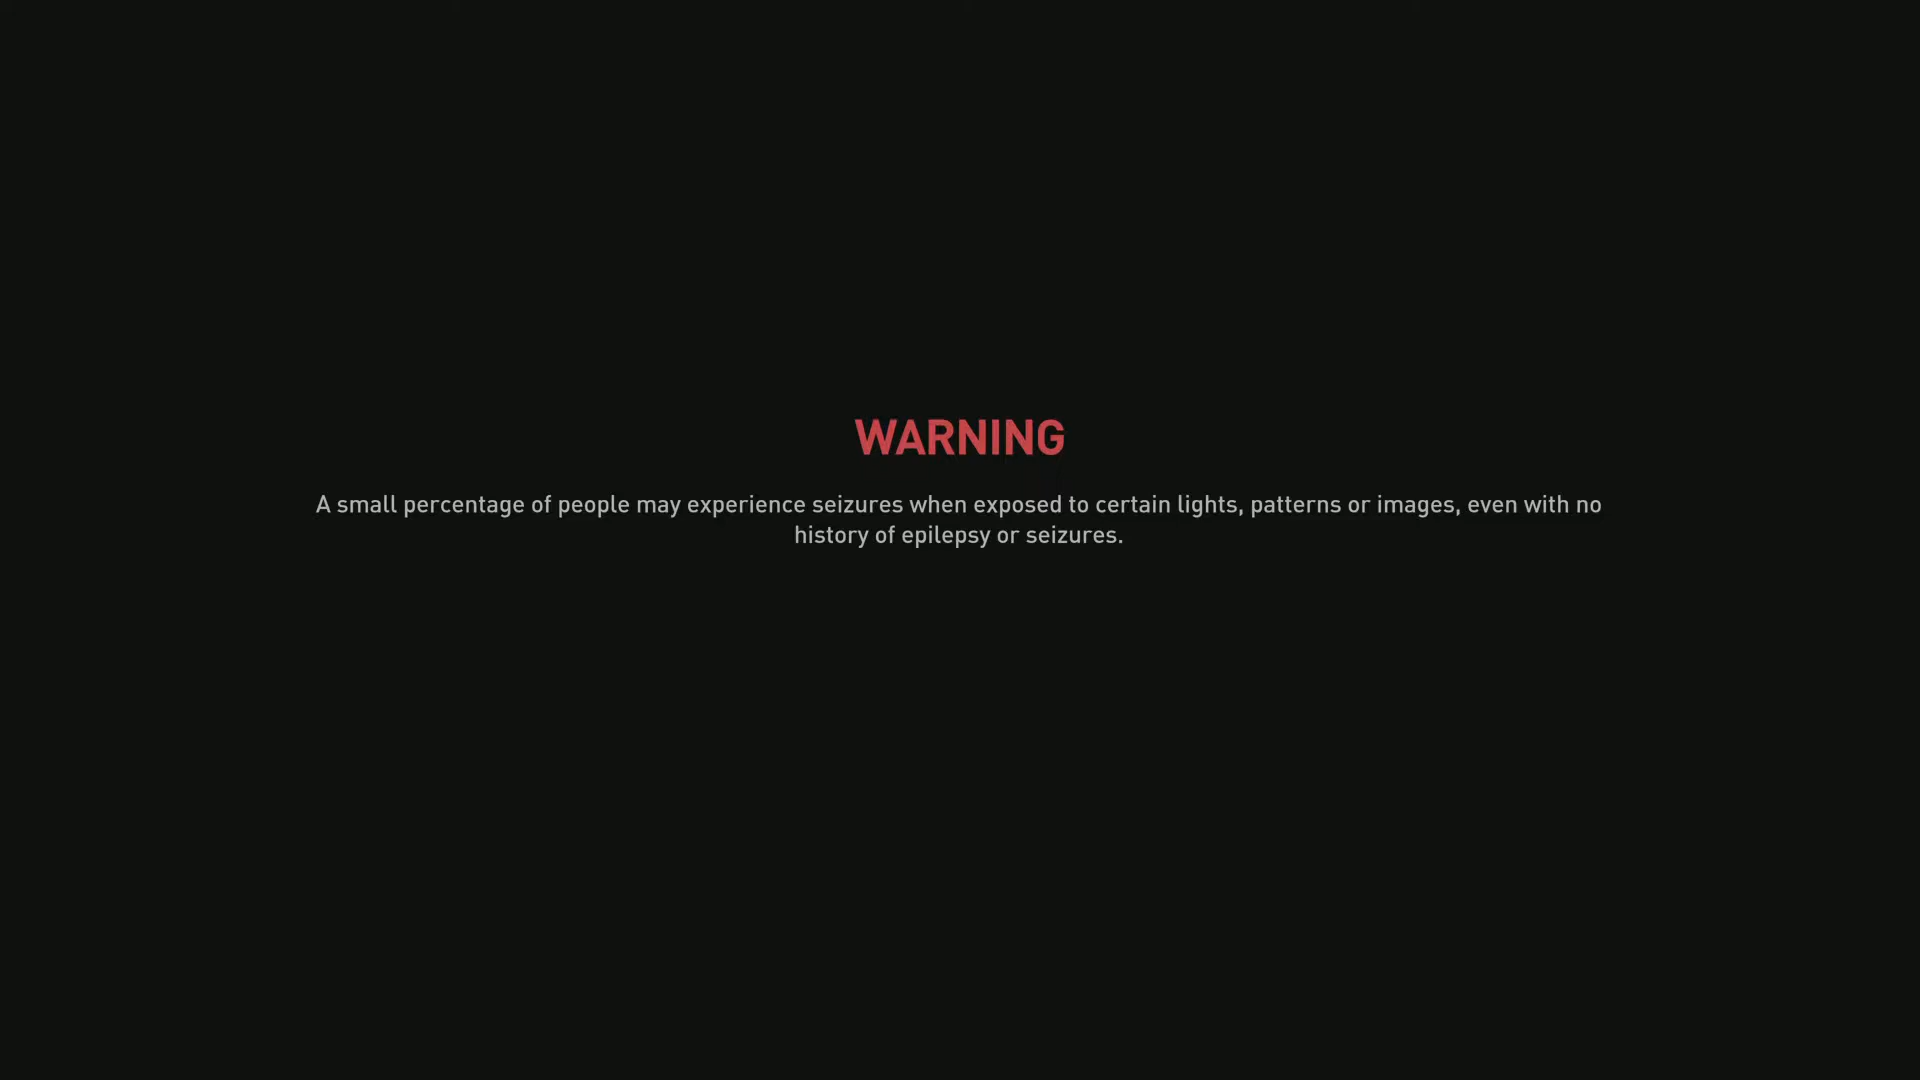 WARNING
A small percentage of people may experience seizures when exposed to certain lights, patterns or images, even with no
history of epilepsy or seizures.